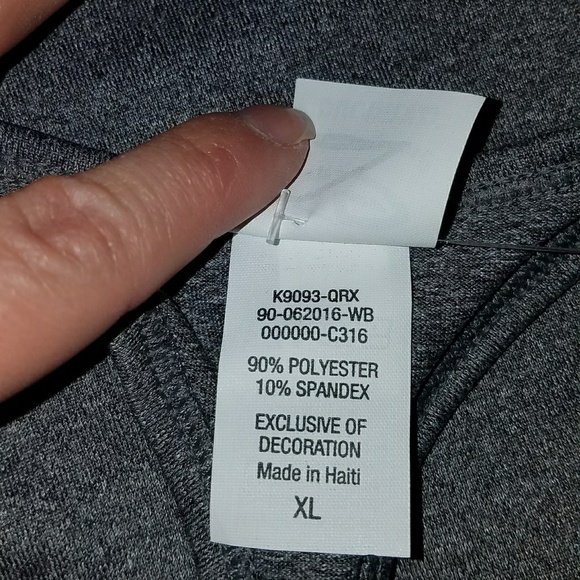 K9093-QRX
90-062016-WB
000000-C316
90% POLYESTER
10% SPANDEX
EXCLUSIVE OF
DECORATION
Made in Haiti
XL